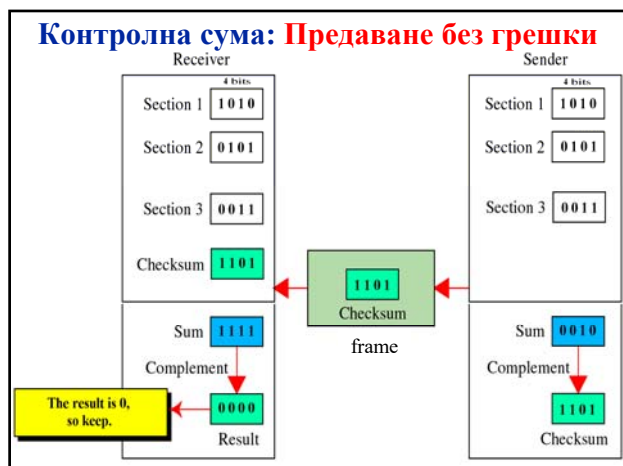 Контролна сума: Предаване без грешки
Receiver
4 bits
Section 1 1010
Section 2 0101
Section 3 0011
Checksum 1101
Sum 1111
Complement
0000
Result
The result is 0,
so keep.
1101
Checksum
frame
Sender
4 bits
Section 1 1010
Section 2 0101
Section 3 0011
Sum 0010
Complement
1101
Checksum